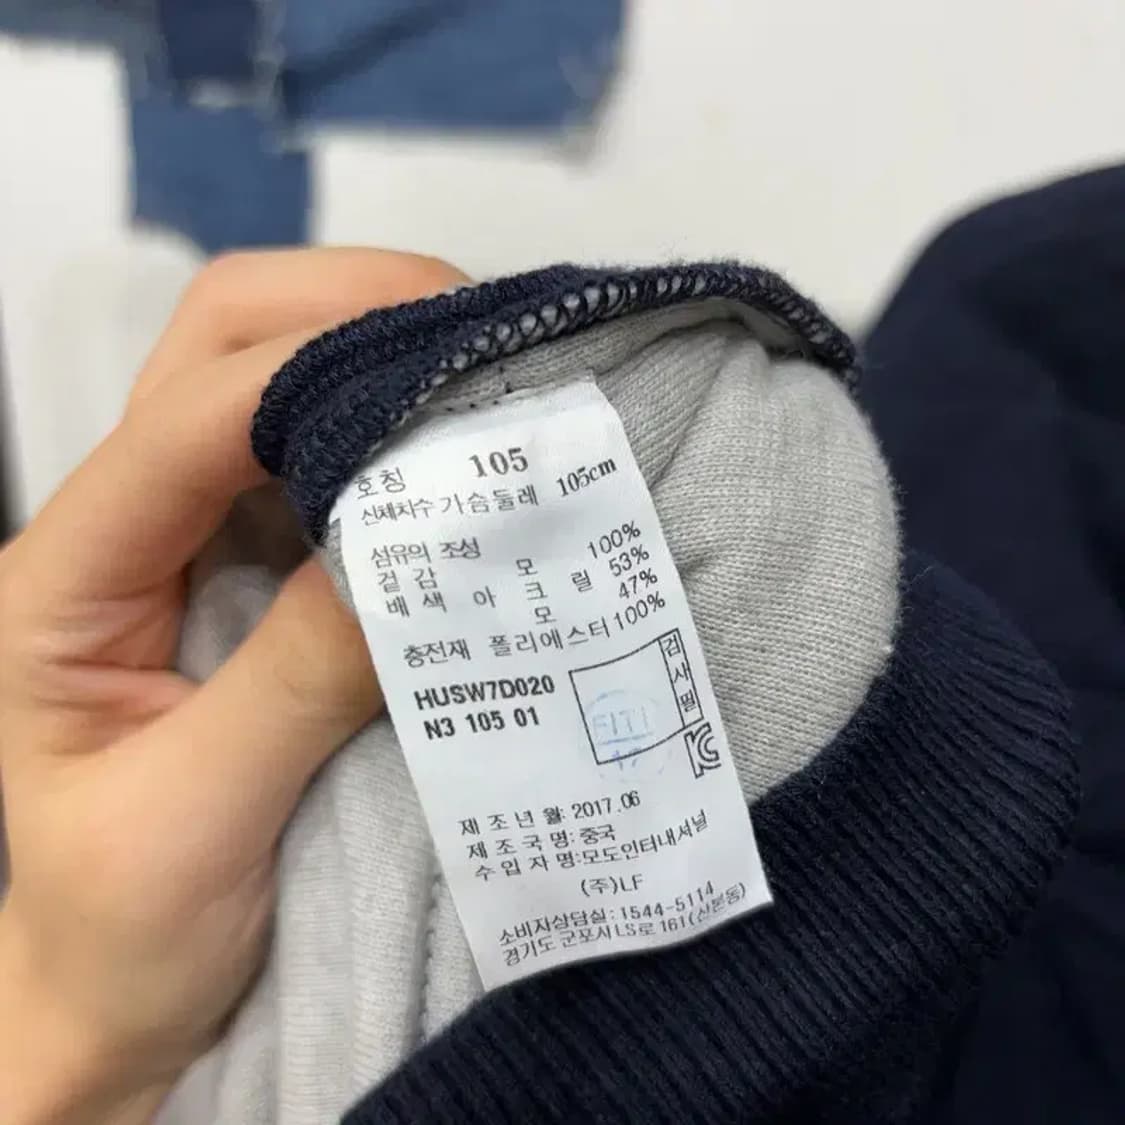 호칭 105
신체치수 가슴둘레 105cm
섬유의 조성
겉감 모 100%
배색 아크릴 53%
모 47%
충전재 폴리에스터 100%
HUSW7D020
N3 105 01
검사필
FITI
제조년월: 2017.06
제조국명: 중국
수입자명: 모도인터내셔널
(주)LF
소비자상담실: 1544-5114
경기도 군포시 LS로 161(산본동)